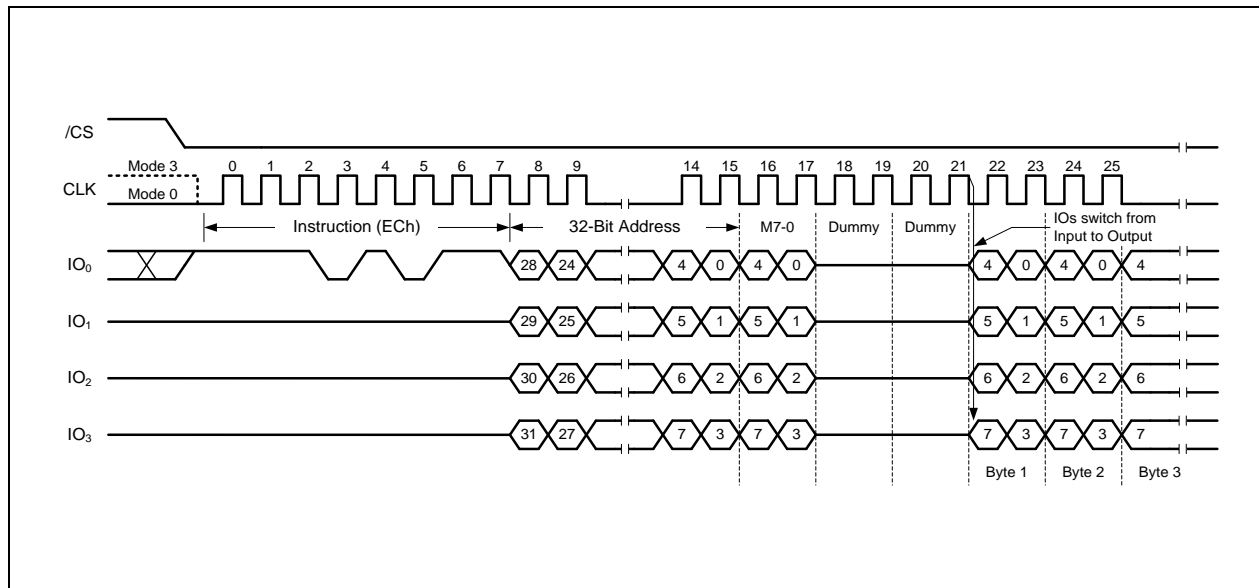 /CS
Mode 3
0 1 2 3 4 5 6 7 8 9 14 15 16 17 18 19 20 21 22 23 24 25
CLK
Mode 0
Instruction (ECh) 32-Bit Address M7-0 Dummy Dummy
IOs switch from
Input to Output
IO0 28 24 4 0 4 0 4 0 4 0 4
IO1 29 25 5 1 5 1 5 1 5 1 5
IO2 30 26 6 2 6 2 6 2 6 2 6
IO3 31 27 7 3 7 3 7 3 7 3 7
Byte 1 Byte 2 Byte 3